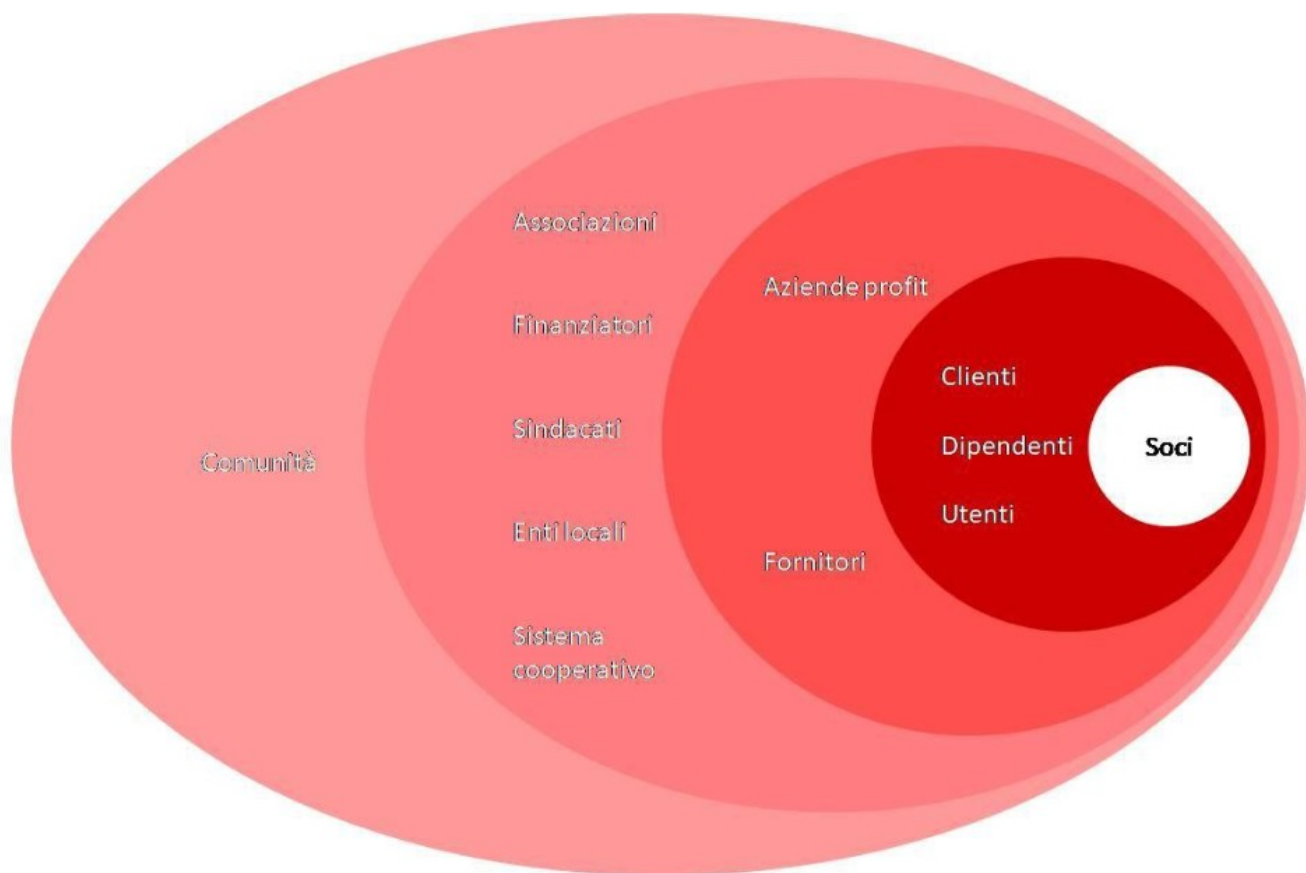 Comunità
Associazioni
Finanziatori
Sindacati
Enti locali
Sistema
cooperativo
Aziende profit
Fornitori
Clienti
Dipendenti
Utenti
Soci